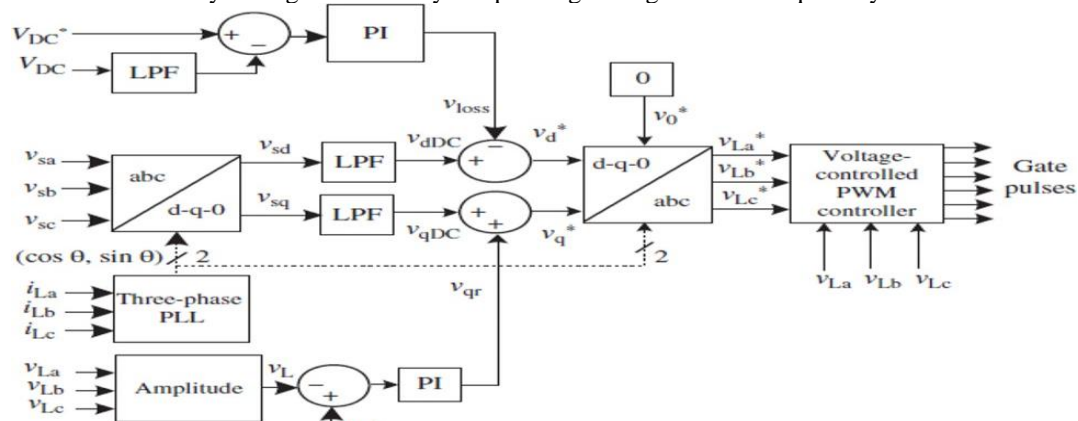 V_DC*
PI
V_DC
LPF
v_loss
0
v_0*
v_sa
v_sb
v_sc
abc
d-q-0
v_sd
v_sq
LPF
LPF
v_dDC
v_qDC
v_d*
v_q*
d-q-0
abc
v_La*
v_Lb*
v_Lc*
Voltage-
controlled
PWM
controller
Gate
pulses
(cos θ, sin θ)
2
2
v_La v_Lb v_Lc
i_La
i_Lb
i_Lc
Three-phase
PLL
v_qr
v_La
v_Lb
v_Lc
Amplitude
v_L
PI